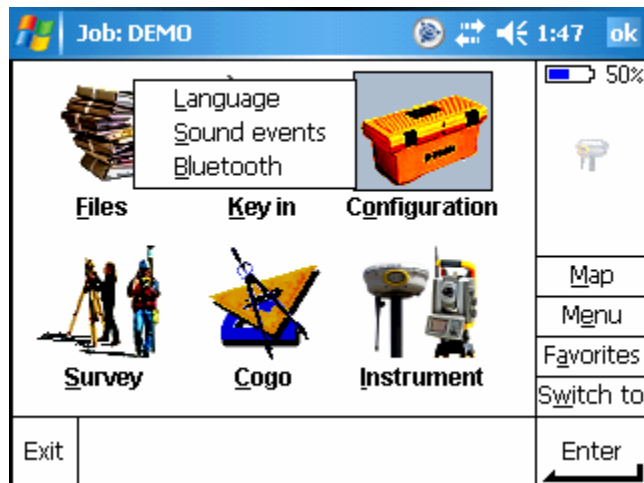 Job: DEMO
1:47
ok
50%
Language
Sound events
Bluetooth
Files
Key in
Configuration
Survey
Cogo
Instrument
Map
Menu
Favorites
Switch to
Exit
Enter